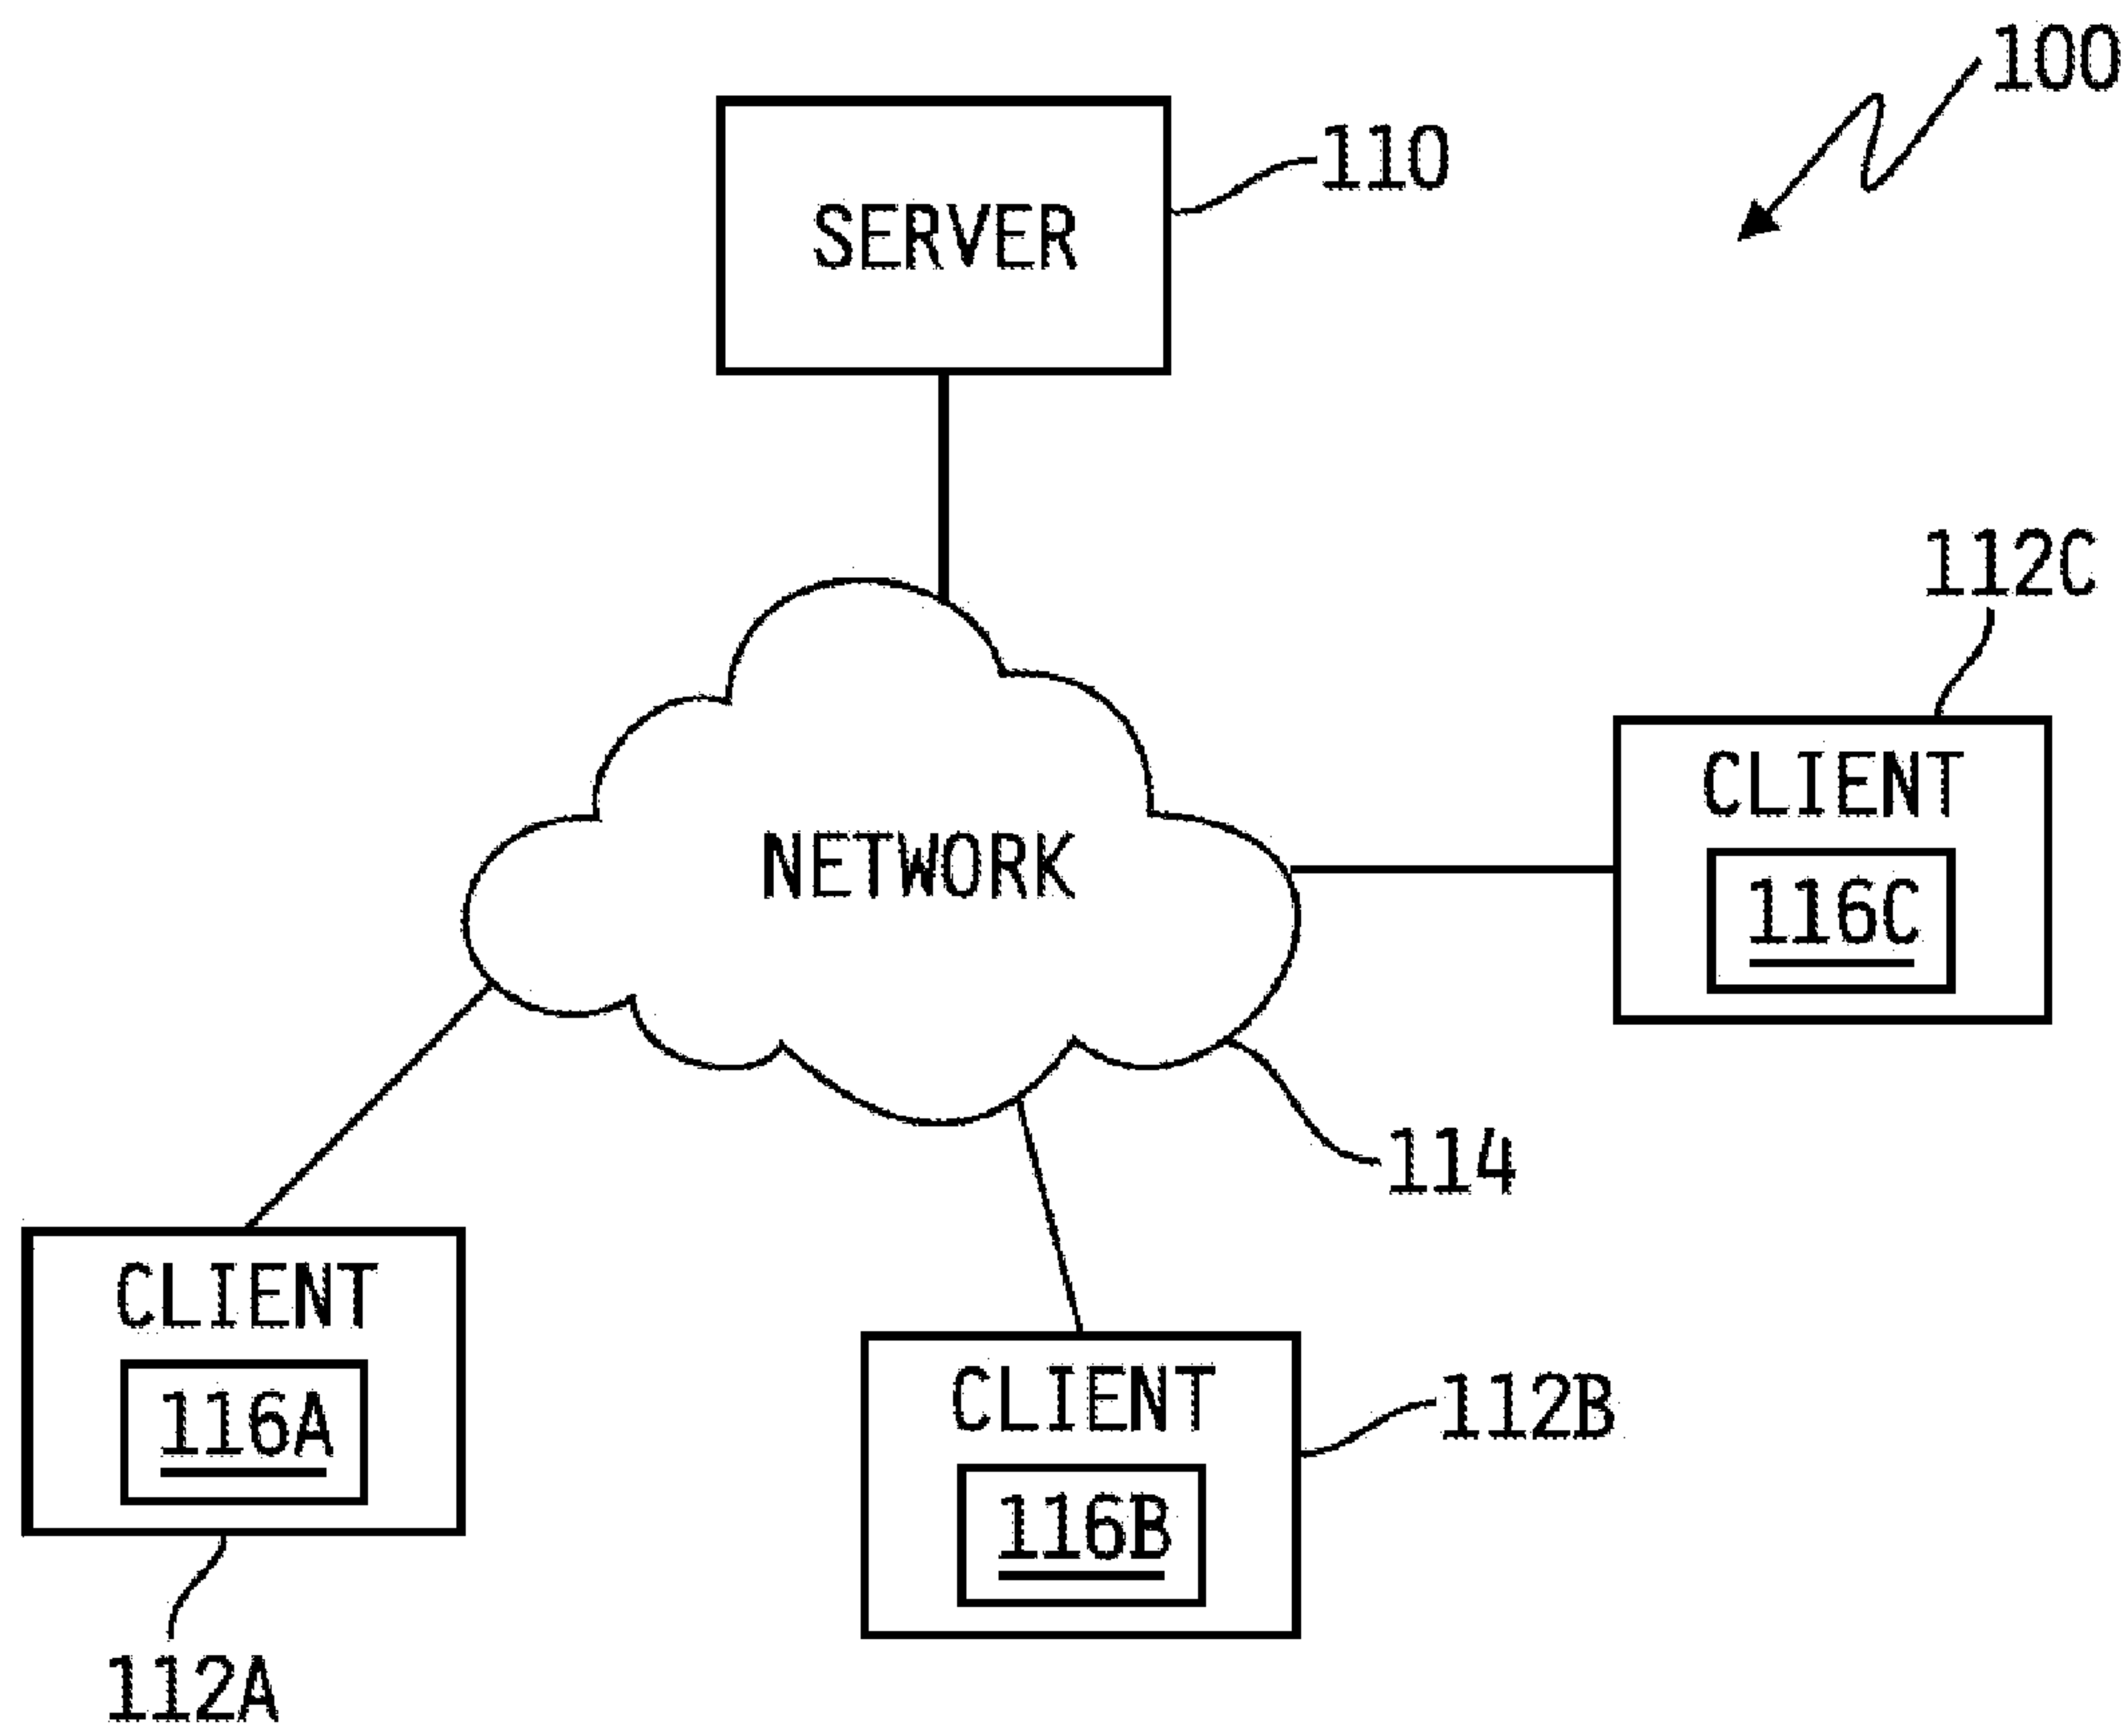 100
SERVER
110
112C
CLIENT
116C
NETWORK
114
CLIENT
116A
112A
CLIENT
116B
112B